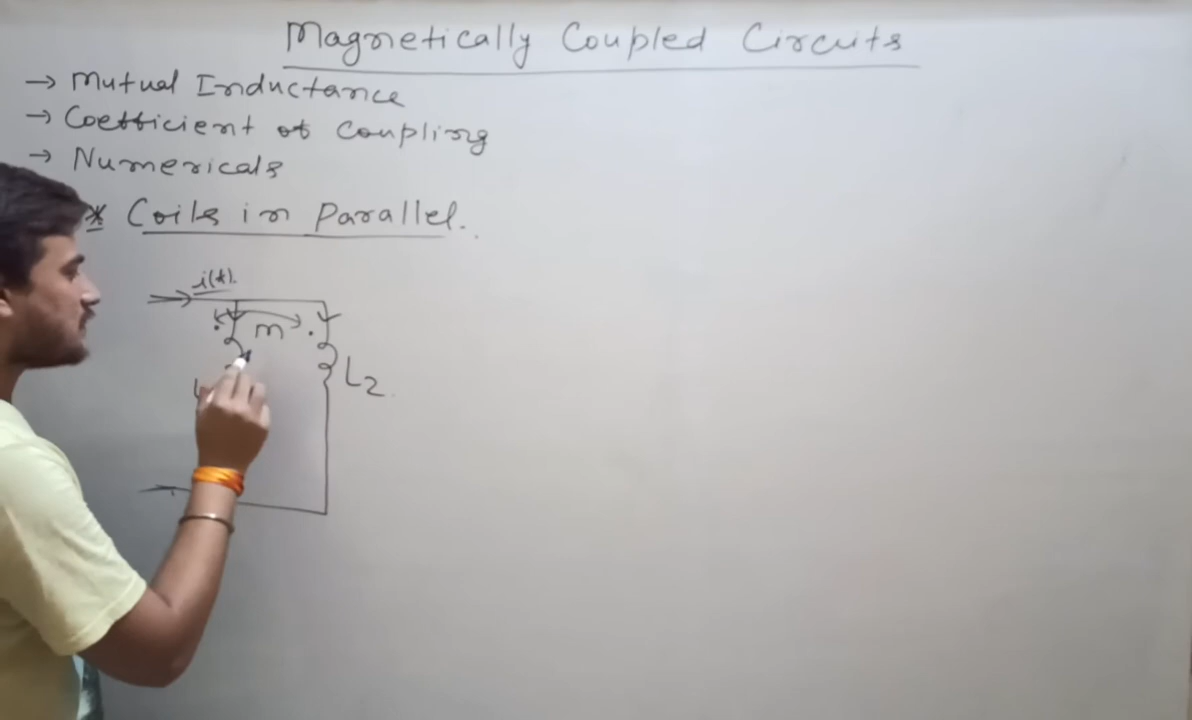 Magnetically Coupled Circuits
→ Mutual Inductance
→ Coefficient of Coupling
→ Numericals
* Coils in Parallel.
i(t).
m
L2